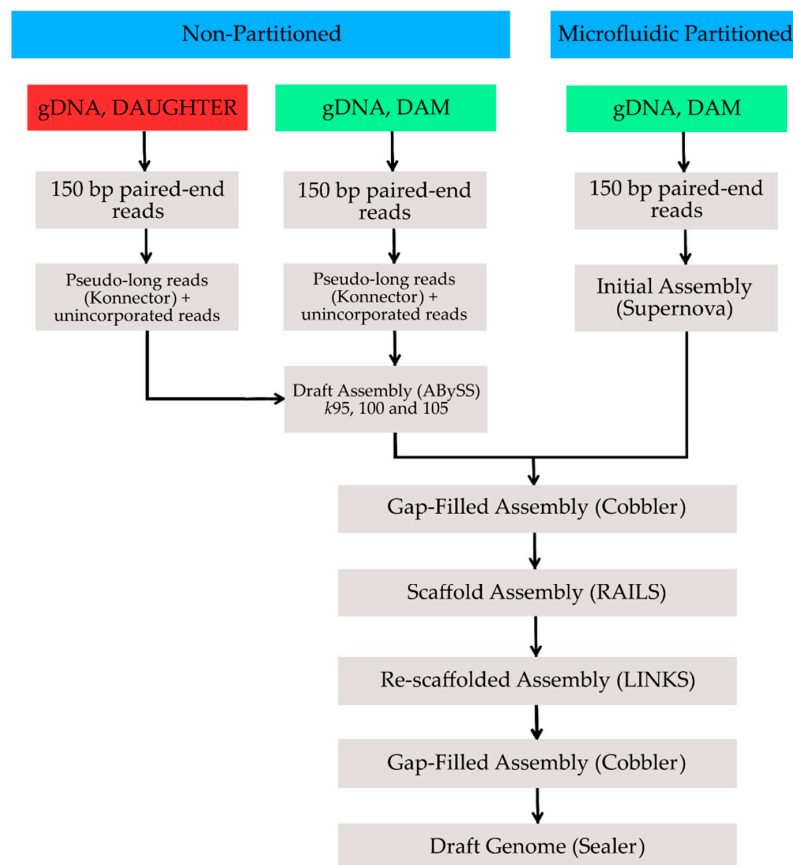 Non-Partitioned
Microfluidic Partitioned
gDNA, DAUGHTER
gDNA, DAM
gDNA, DAM
150 bp paired-end
reads
150 bp paired-end
reads
150 bp paired-end
reads
Pseudo-long reads
(Konnector) +
unincorporated reads
Pseudo-long reads
(Konnector) +
unincorporated reads
Initial Assembly
(Supernova)
Draft Assembly (ABySS)
k95, 100 and 105
Gap-Filled Assembly (Cobbler)
Scaffold Assembly (RAILS)
Re-scaffolded Assembly (LINKS)
Gap-Filled Assembly (Cobbler)
Draft Genome (Sealer)